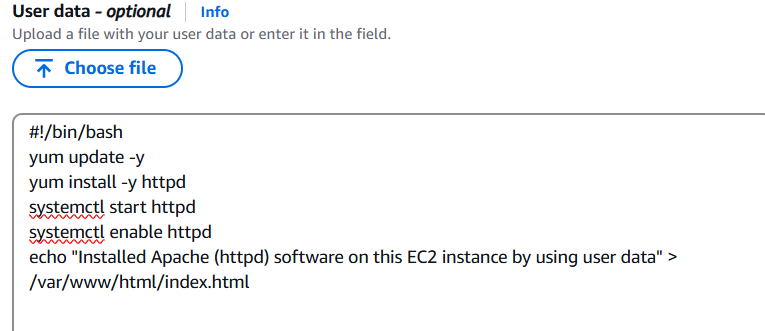 User data - optional Info
Upload a file with your user data or enter it in the field.
Choose file
#!/bin/bash
yum update -y
yum install -y httpd
systemctl start httpd
systemctl enable httpd
echo "Installed Apache (httpd) software on this EC2 instance by using user data" >
/var/www/html/index.html